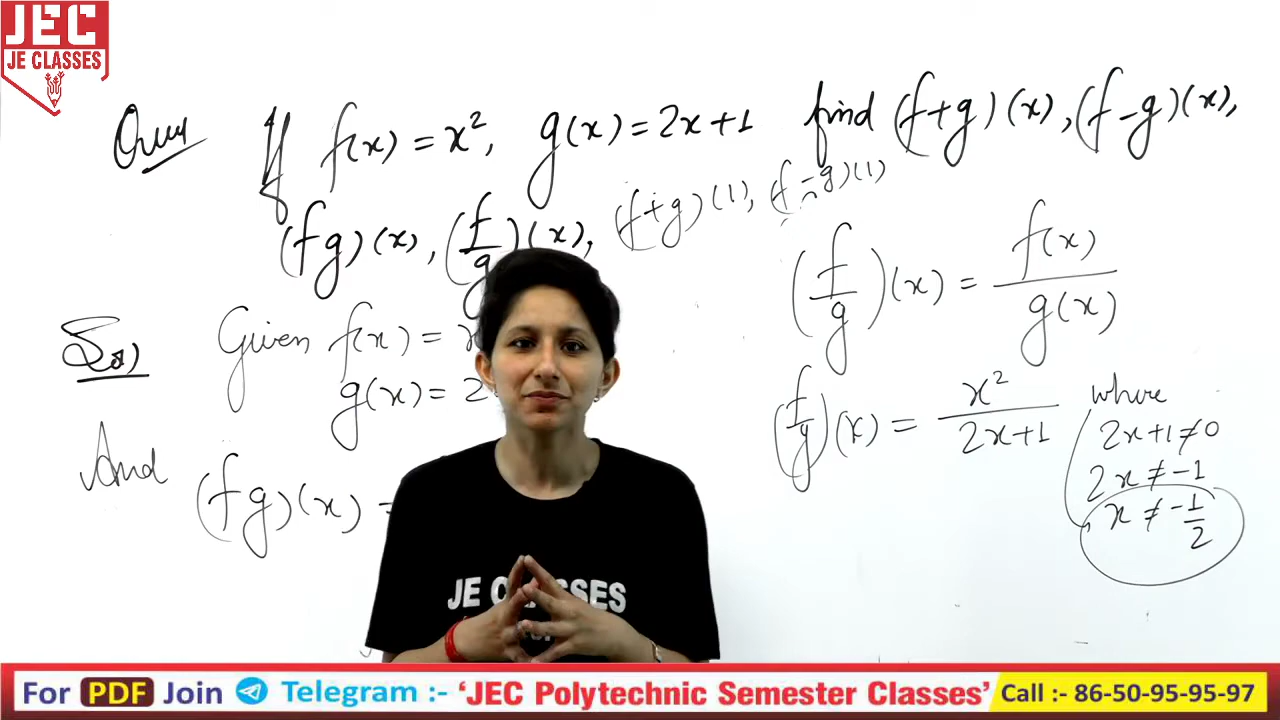 JEC
JE CLASSES
Ques If f(x) = x², g(x) = 2x+1 find (f+g)(x), (f-g)(x),
(fg)(x), (f/g)(x), (f+g)(1), (f-g)(1)
Sol) Given f(x) = x
g(x) = 2
And (fg)(x) =
(f/g)(x) = f(x)/g(x)
(f/g)(x) = x²/2x+1
where
2x+1≠0
2x ≠ -1
x ≠ -1/2
JE CLASSES
For PDF Join Telegram :- 'JEC Polytechnic Semester Classes' Call :- 86-50-95-95-97